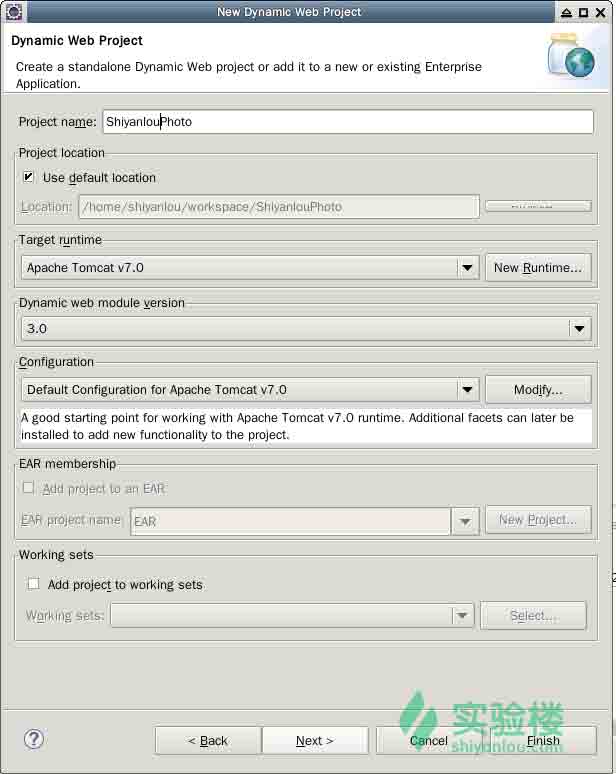 New Dynamic Web Project
Dynamic Web Project
Create a standalone Dynamic Web project or add it to a new or existing Enterprise
Application.
Project name: ShiyanlouPhoto
Project location
Use default location
Location: /home/shiyanlou/workspace/ShiyanlouPhoto
Target runtime
Apache Tomcat v7.0 New Runtime...
Dynamic web module version
3.0
Configuration
Default Configuration for Apache Tomcat v7.0 Modify...
A good starting point for working with Apache Tomcat v7.0 runtime. Additional facets can later be
installed to add new functionality to the project.
EAR membership
Add project to an EAR
EAR project name: EAR New Project...
Working sets
Add project to working sets
Working sets: Select...
? < Back Next > Cancel Finish
实验楼
shiyanlou.com